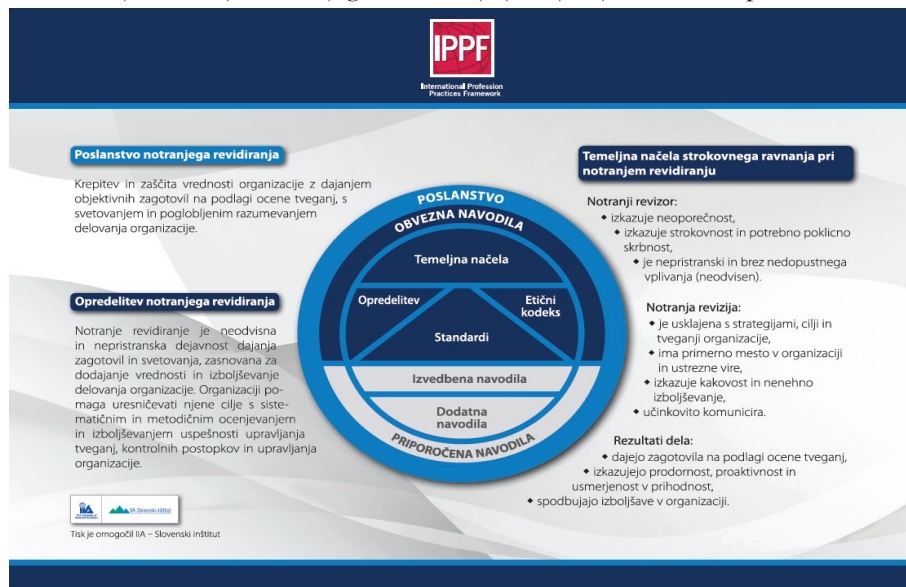 IPPF
International Profession
Practices Framework
Poslanstvo notranjega revidiranja
Krepitev in zaščita vrednosti organizacije z dajanjem
objektivnih zagotovil na podlagi ocene tveganj, s
svetovanjem in poglobljenim razumevanjem
delovanja organizacije.
Opredelitev notranjega revidiranja
Notranje revidiranje je neodvisna
in nepristranska dejavnost dajanja
zagotovil in svetovanja, zasnovana za
dodajanje vrednosti in izboljševanje
delovanja organizacije. Organizaciji po-
maga uresničevati njene cilje s siste-
matičnim in metodičnim ocenjevanjem
in izboljševanjem uspešnosti upravljanja
tveganj, kontrolnih postopkov in upravljanja
organizacije.
IIA
IIA-Slovenski inštitut
Tisk je omogočil IIA – Slovenski inštitut
POSLANSTVO
OBVEZNA NAVODILA
Temeljna načela
Opredelitev
Etični
kodeks
Standardi
Izvedbena navodila
Dodatna
navodila
PRIPOROČENA NAVODILA
Temeljna načela strokovnega ravnanja pri
notranjem revidiranju
Notranji revizor:
◆ izkazuje neoporečnost,
◆ izkazuje strokovnost in potrebno poklicno
skrbnost,
◆ je nepristranski in brez nedopustnega
vplivanja (neodvisen).
Notranja revizija:
◆ je usklajena s strategijami, cilji in
tveganji organizacije,
◆ ima primerno mesto v organizaciji
in ustrezne vire,
◆ izkazuje kakovost in nenehno
izboljševanje,
◆ učinkovito komunicira.
Rezultati dela:
◆ dajejo zagotovila na podlagi ocene tveganj,
◆ izkazujejo prodornost, proaktivnost in
usmerjenost v prihodnost,
◆ spodbujajo izboljšave v organizaciji.